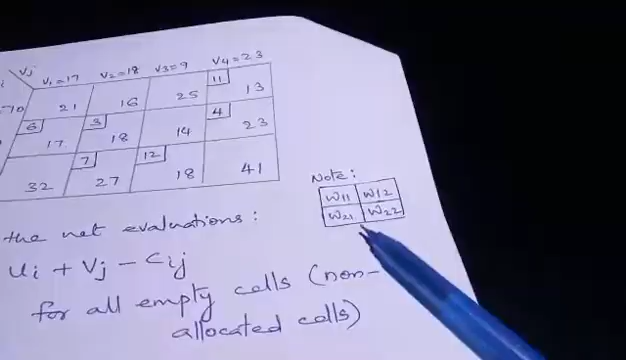 Vj V1=17 V2=18 V3=9 V4=23
21 16 25 11 13
6 17 3 18 14 4 23
32 7 27 12 18 41
Note:
W11 W12
W21 W22
the net evaluations:
Ui + Vj - Cij
for all empty cells (non-
allocated cells)